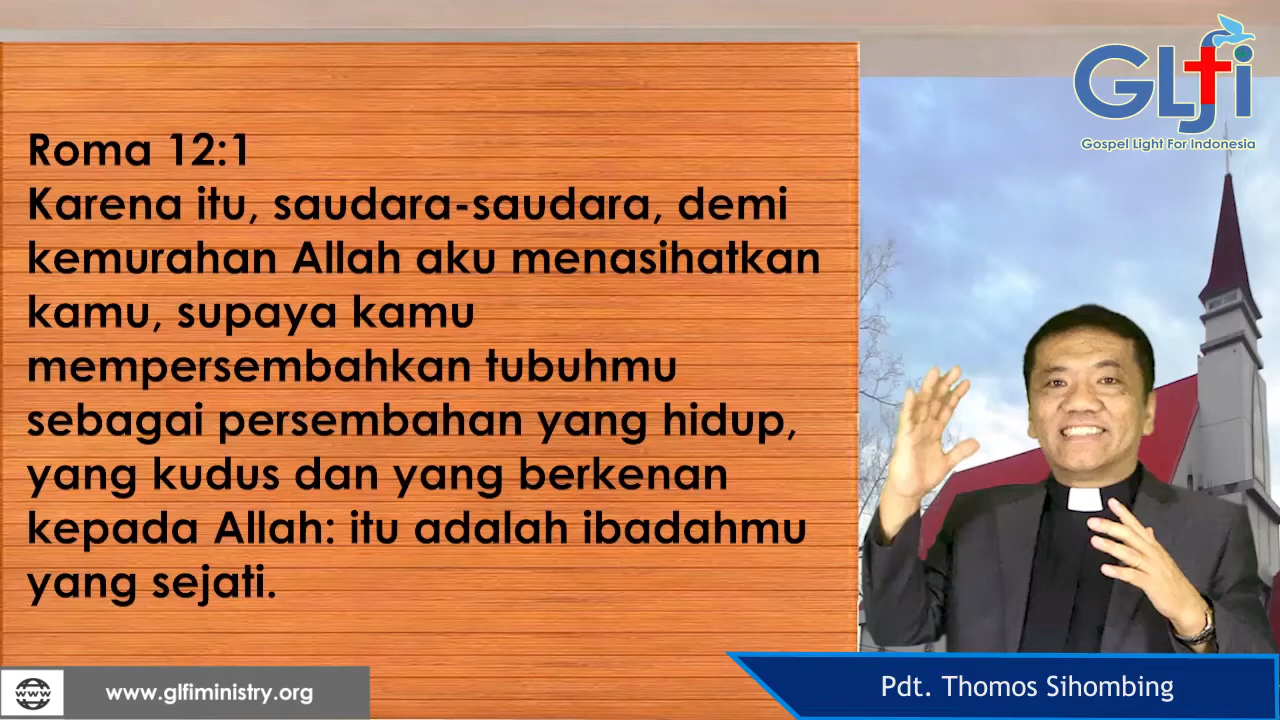 Roma 12:1
Karena itu, saudara-saudara, demi
kemurahan Allah aku menasihatkan
kamu, supaya kamu
mempersembahkan tubuhmu
sebagai persembahan yang hidup,
yang kudus dan yang berkenan
kepada Allah: itu adalah ibadahmu
yang sejati.
GLfi
Gospel Light For Indonesia
www
www.glfiministry.org
Pdt. Thomos Sihombing